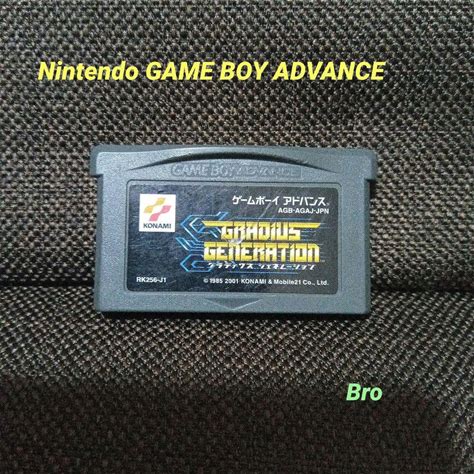 Nintendo GAME BOY ADVANCE
GAME BOY ADVANCE
KONAMI
ゲームボーイ アドバンス
AGB-AGAJ-JPN
GRADIUS
GENERATION
グラディウス ジェネレーション
RK256-J1
© 1985 2001 KONAMI & Mobile21 Co., Ltd.
Bro